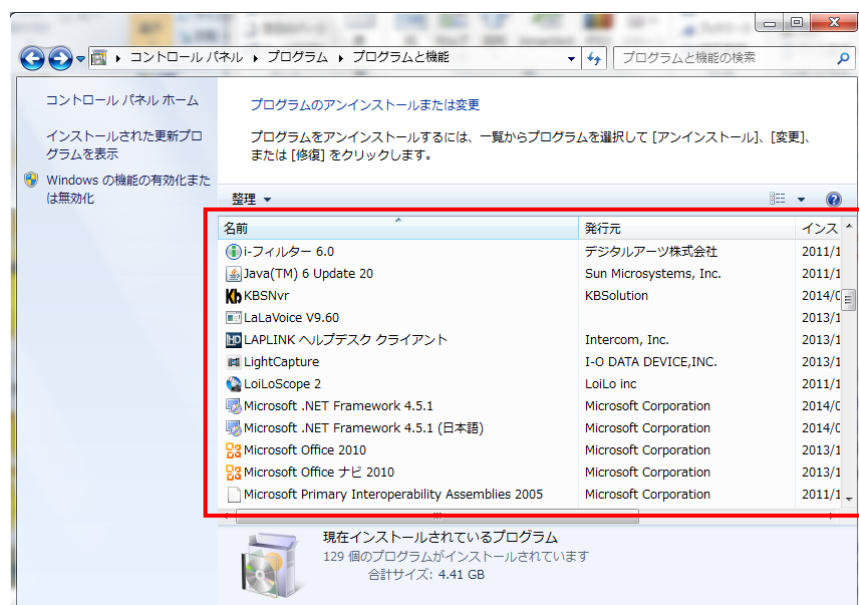 コントロール パネル ▸ プログラム ▸ プログラムと機能
プログラムと機能の検索
コントロール パネル ホーム
インストールされた更新プロ
グラムを表示
Windows の機能の有効化また
は無効化
プログラムのアンインストールまたは変更
プログラムをアンインストールするには、一覧からプログラムを選択して [アンインストール]、[変更]、
または [修復] をクリックします。
整理
名前 発行元 インス
i-フィルター 6.0 デジタルアーツ株式会社 2011/1
Java(TM) 6 Update 20 Sun Microsystems, Inc. 2011/1
KBSNvr KBSolution 2014/0
LaLaVoice V9.60 2013/1
LAPLINK ヘルプデスク クライアント Intercom, Inc. 2013/1
LightCapture I-O DATA DEVICE,INC. 2013/1
LoiLoScope 2 LoiLo inc 2011/1
Microsoft .NET Framework 4.5.1 Microsoft Corporation 2014/0
Microsoft .NET Framework 4.5.1 (日本語) Microsoft Corporation 2014/0
Microsoft Office 2010 Microsoft Corporation 2013/1
Microsoft Office ナビ 2010 Microsoft Corporation 2013/1
Microsoft Primary Interoperability Assemblies 2005 Microsoft Corporation 2011/1
現在インストールされているプログラム
129 個のプログラムがインストールされています
合計サイズ: 4.41 GB